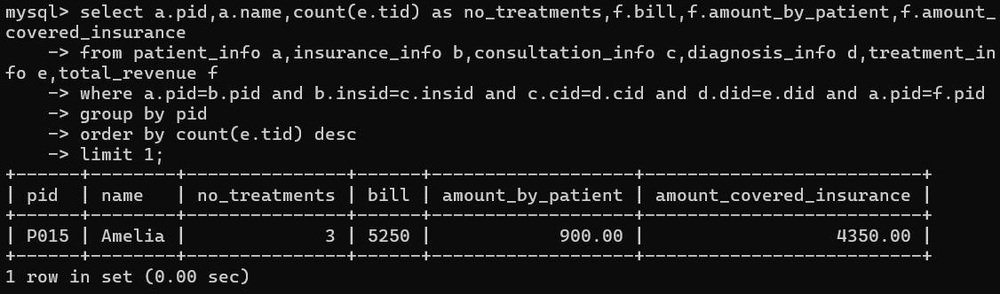 mysql> select a.pid,a.name,count(e.tid) as no_treatments,f.bill,f.amount_by_patient,f.amount_
covered_insurance
    -> from patient_info a,insurance_info b,consultation_info c,diagnosis_info d,treatment_in
fo e,total_revenue f
    -> where a.pid=b.pid and b.insid=c.insid and c.cid=d.cid and d.did=e.did and a.pid=f.pid
    -> group by pid
    -> order by count(e.tid) desc
    -> limit 1;
+------+--------+---------------+------+-------------------+--------------------------+
| pid  | name   | no_treatments | bill | amount_by_patient | amount_covered_insurance |
+------+--------+---------------+------+-------------------+--------------------------+
| P015 | Amelia |             3 | 5250 |            900.00 |                  4350.00 |
+------+--------+---------------+------+-------------------+--------------------------+
1 row in set (0.00 sec)